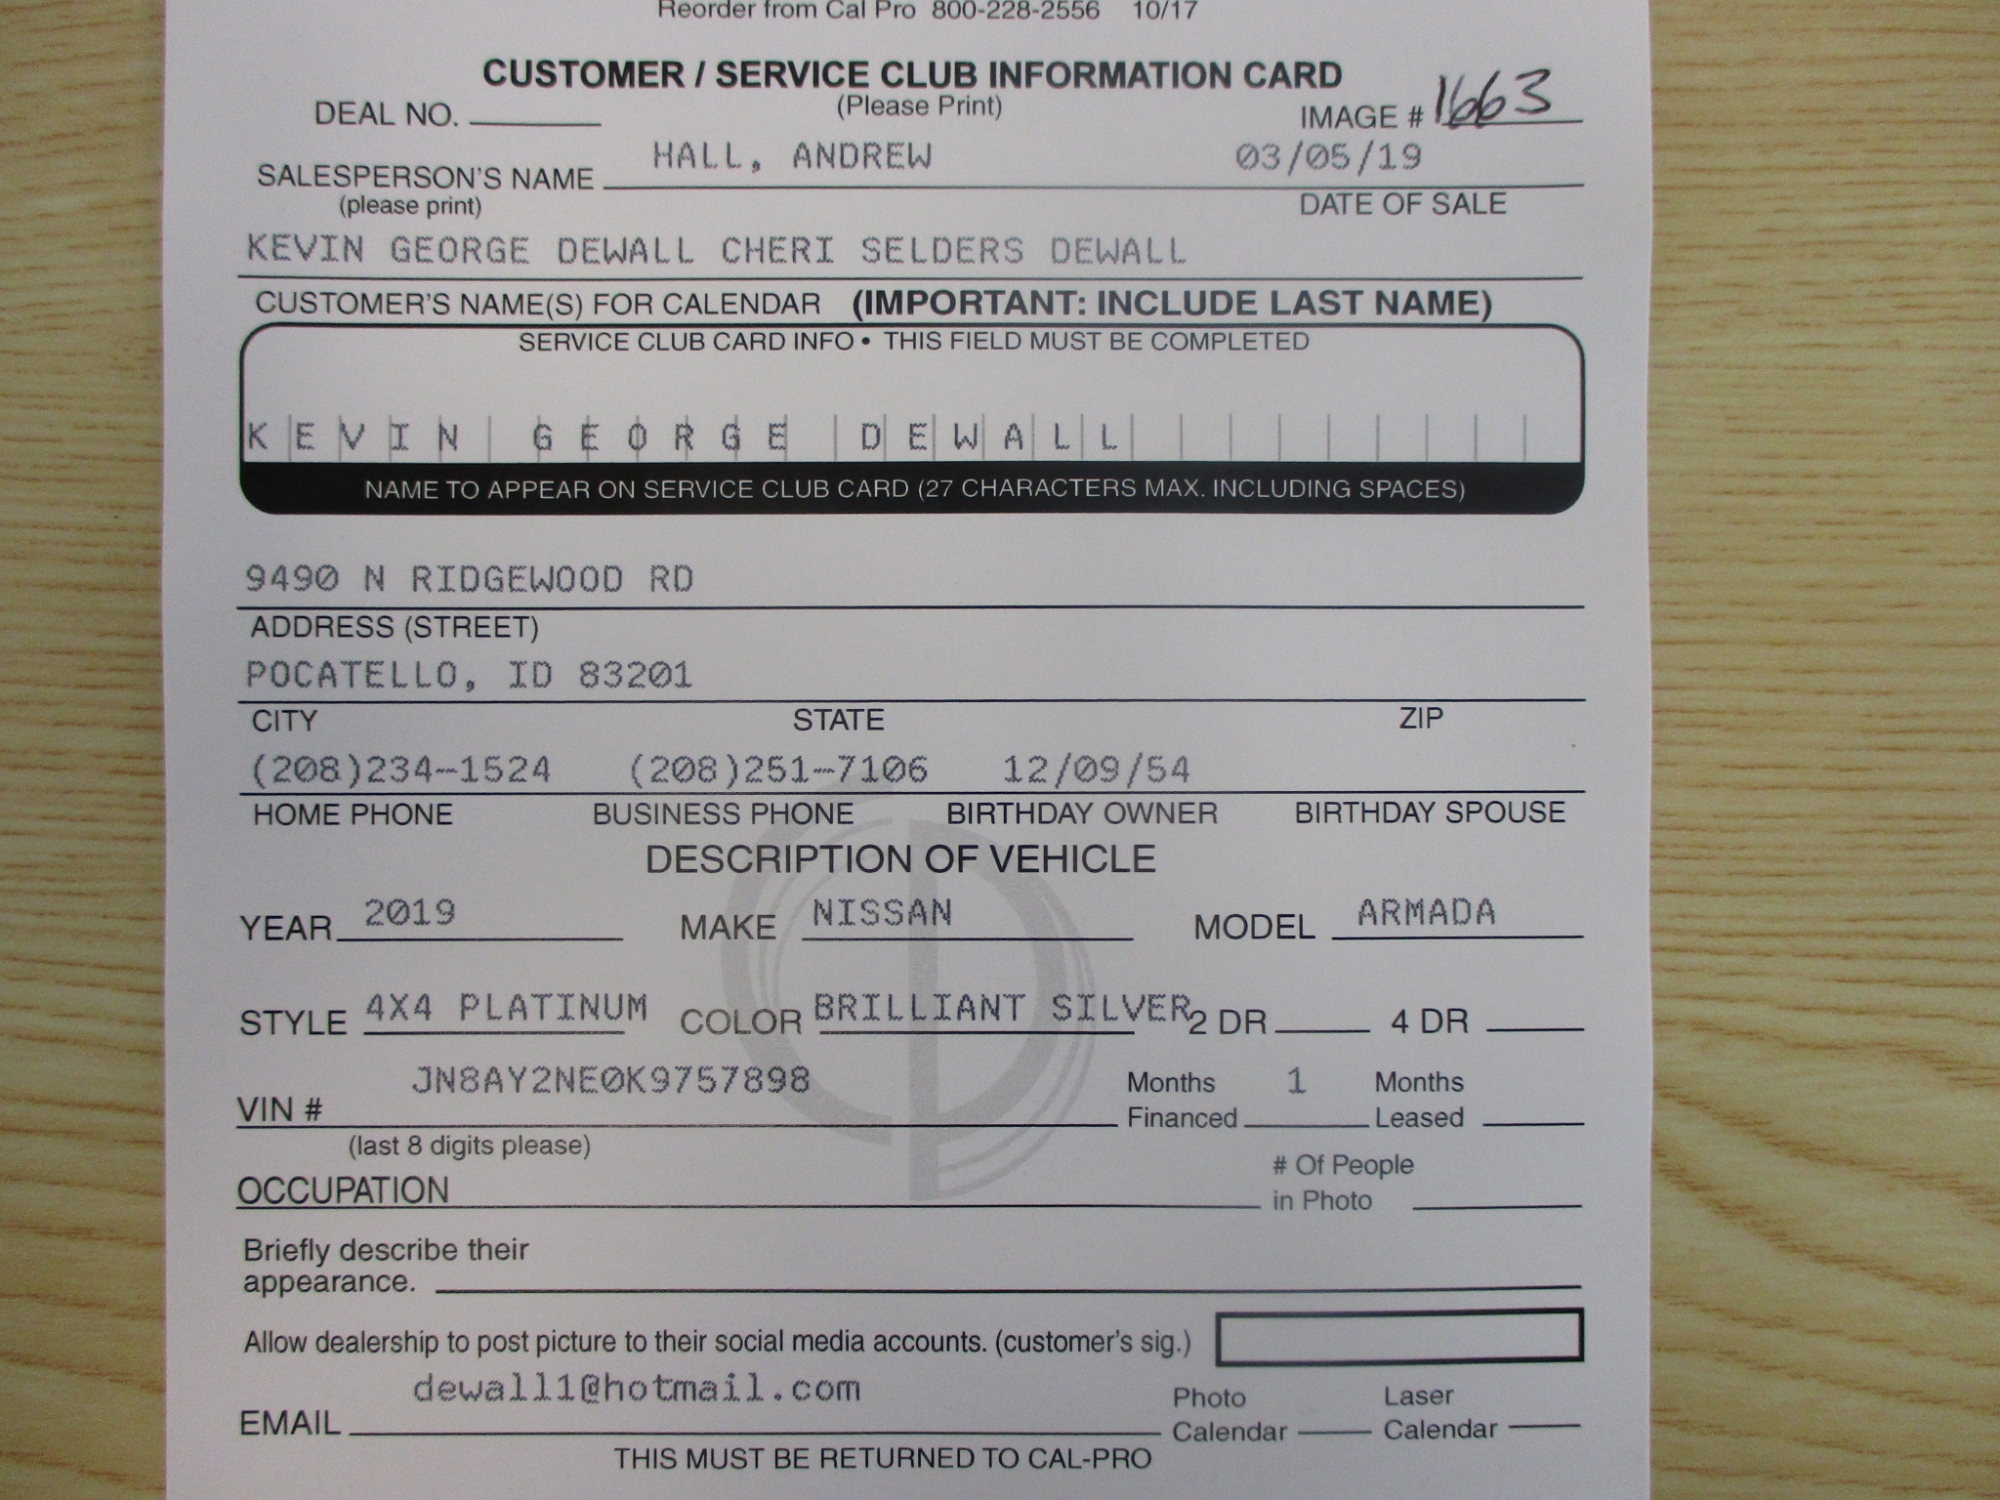 Reorder from Cal Pro 800-228-2556 10/17
CUSTOMER / SERVICE CLUB INFORMATION CARD
(Please Print)
DEAL NO.
IMAGE # 1663
HALL, ANDREW 03/05/19
SALESPERSON'S NAME
(please print) DATE OF SALE
KEVIN GEORGE DEWALL CHERI SELDERS DEWALL
CUSTOMER'S NAME(S) FOR CALENDAR (IMPORTANT: INCLUDE LAST NAME)
SERVICE CLUB CARD INFO • THIS FIELD MUST BE COMPLETED
KEVIN GEORGE DEWALL
NAME TO APPEAR ON SERVICE CLUB CARD (27 CHARACTERS MAX. INCLUDING SPACES)
9490 N RIDGEWOOD RD
ADDRESS (STREET)
POCATELLO, ID 83201
CITY STATE ZIP
(208)234-1524 (208)251-7106 12/09/54
HOME PHONE BUSINESS PHONE BIRTHDAY OWNER BIRTHDAY SPOUSE
DESCRIPTION OF VEHICLE
YEAR 2019 MAKE NISSAN MODEL ARMADA
STYLE 4X4 PLATINUM COLOR BRILLIANT SILVER 2 DR 4 DR
VIN # JN8AY2NE0K9757898 Months Financed 1 Months Leased
(last 8 digits please)
OCCUPATION # Of People in Photo
Briefly describe their
appearance.
Allow dealership to post picture to their social media accounts. (customer's sig.)
EMAIL dewall1@hotmail.com Photo Calendar Laser Calendar
THIS MUST BE RETURNED TO CAL-PRO